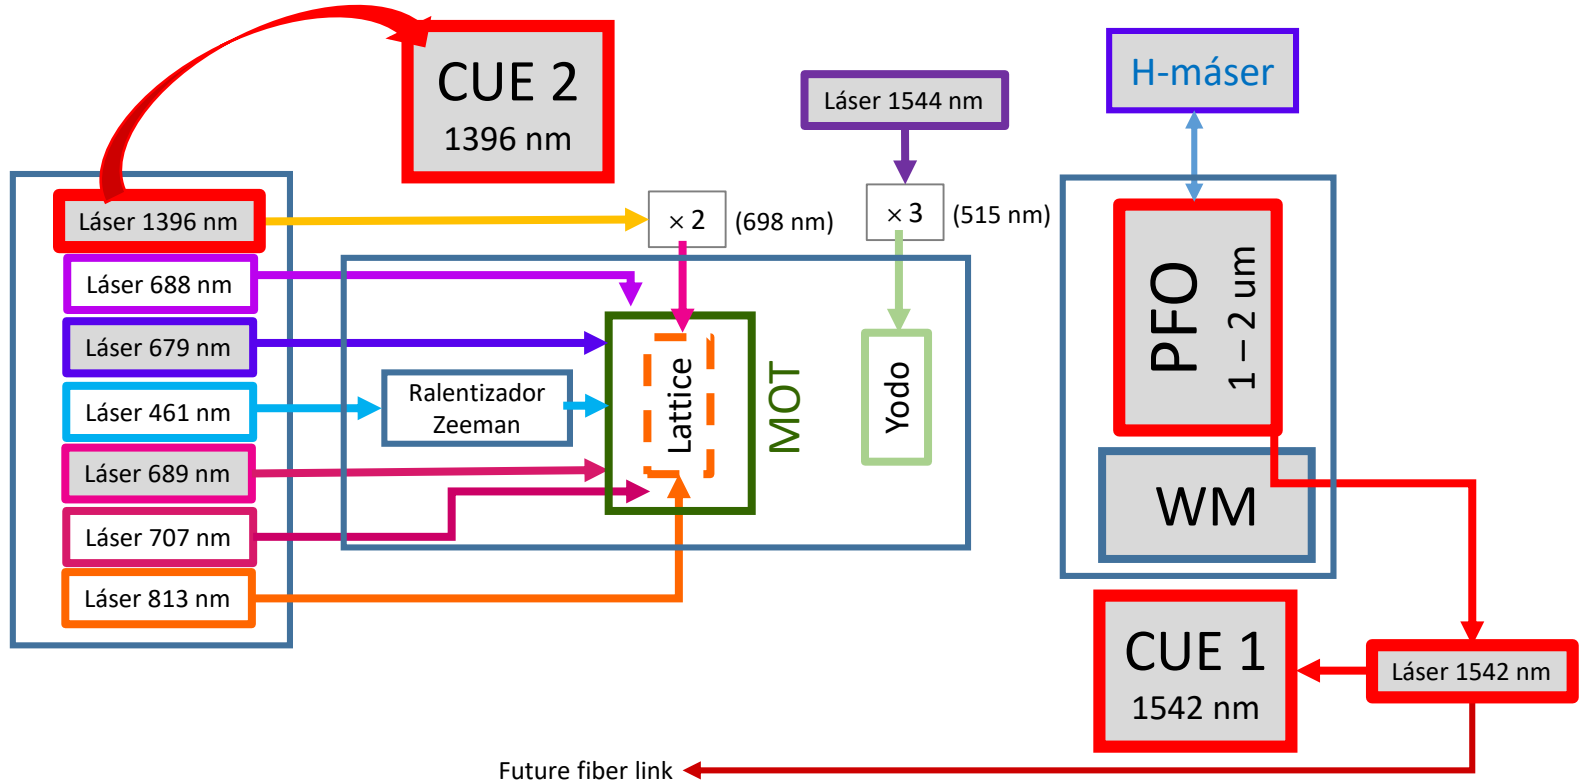 CUE 2
1396 nm
Láser 1544 nm
H-máser
Láser 1396 nm
× 2
(698 nm)
× 3
(515 nm)
Láser 688 nm
Láser 679 nm
Láser 461 nm
Láser 689 nm
Láser 707 nm
Láser 813 nm
Ralentizador
Zeeman
Lattice
MOT
Yodo
PFO
1 – 2 um
WM
CUE 1
1542 nm
Láser 1542 nm
Future fiber link